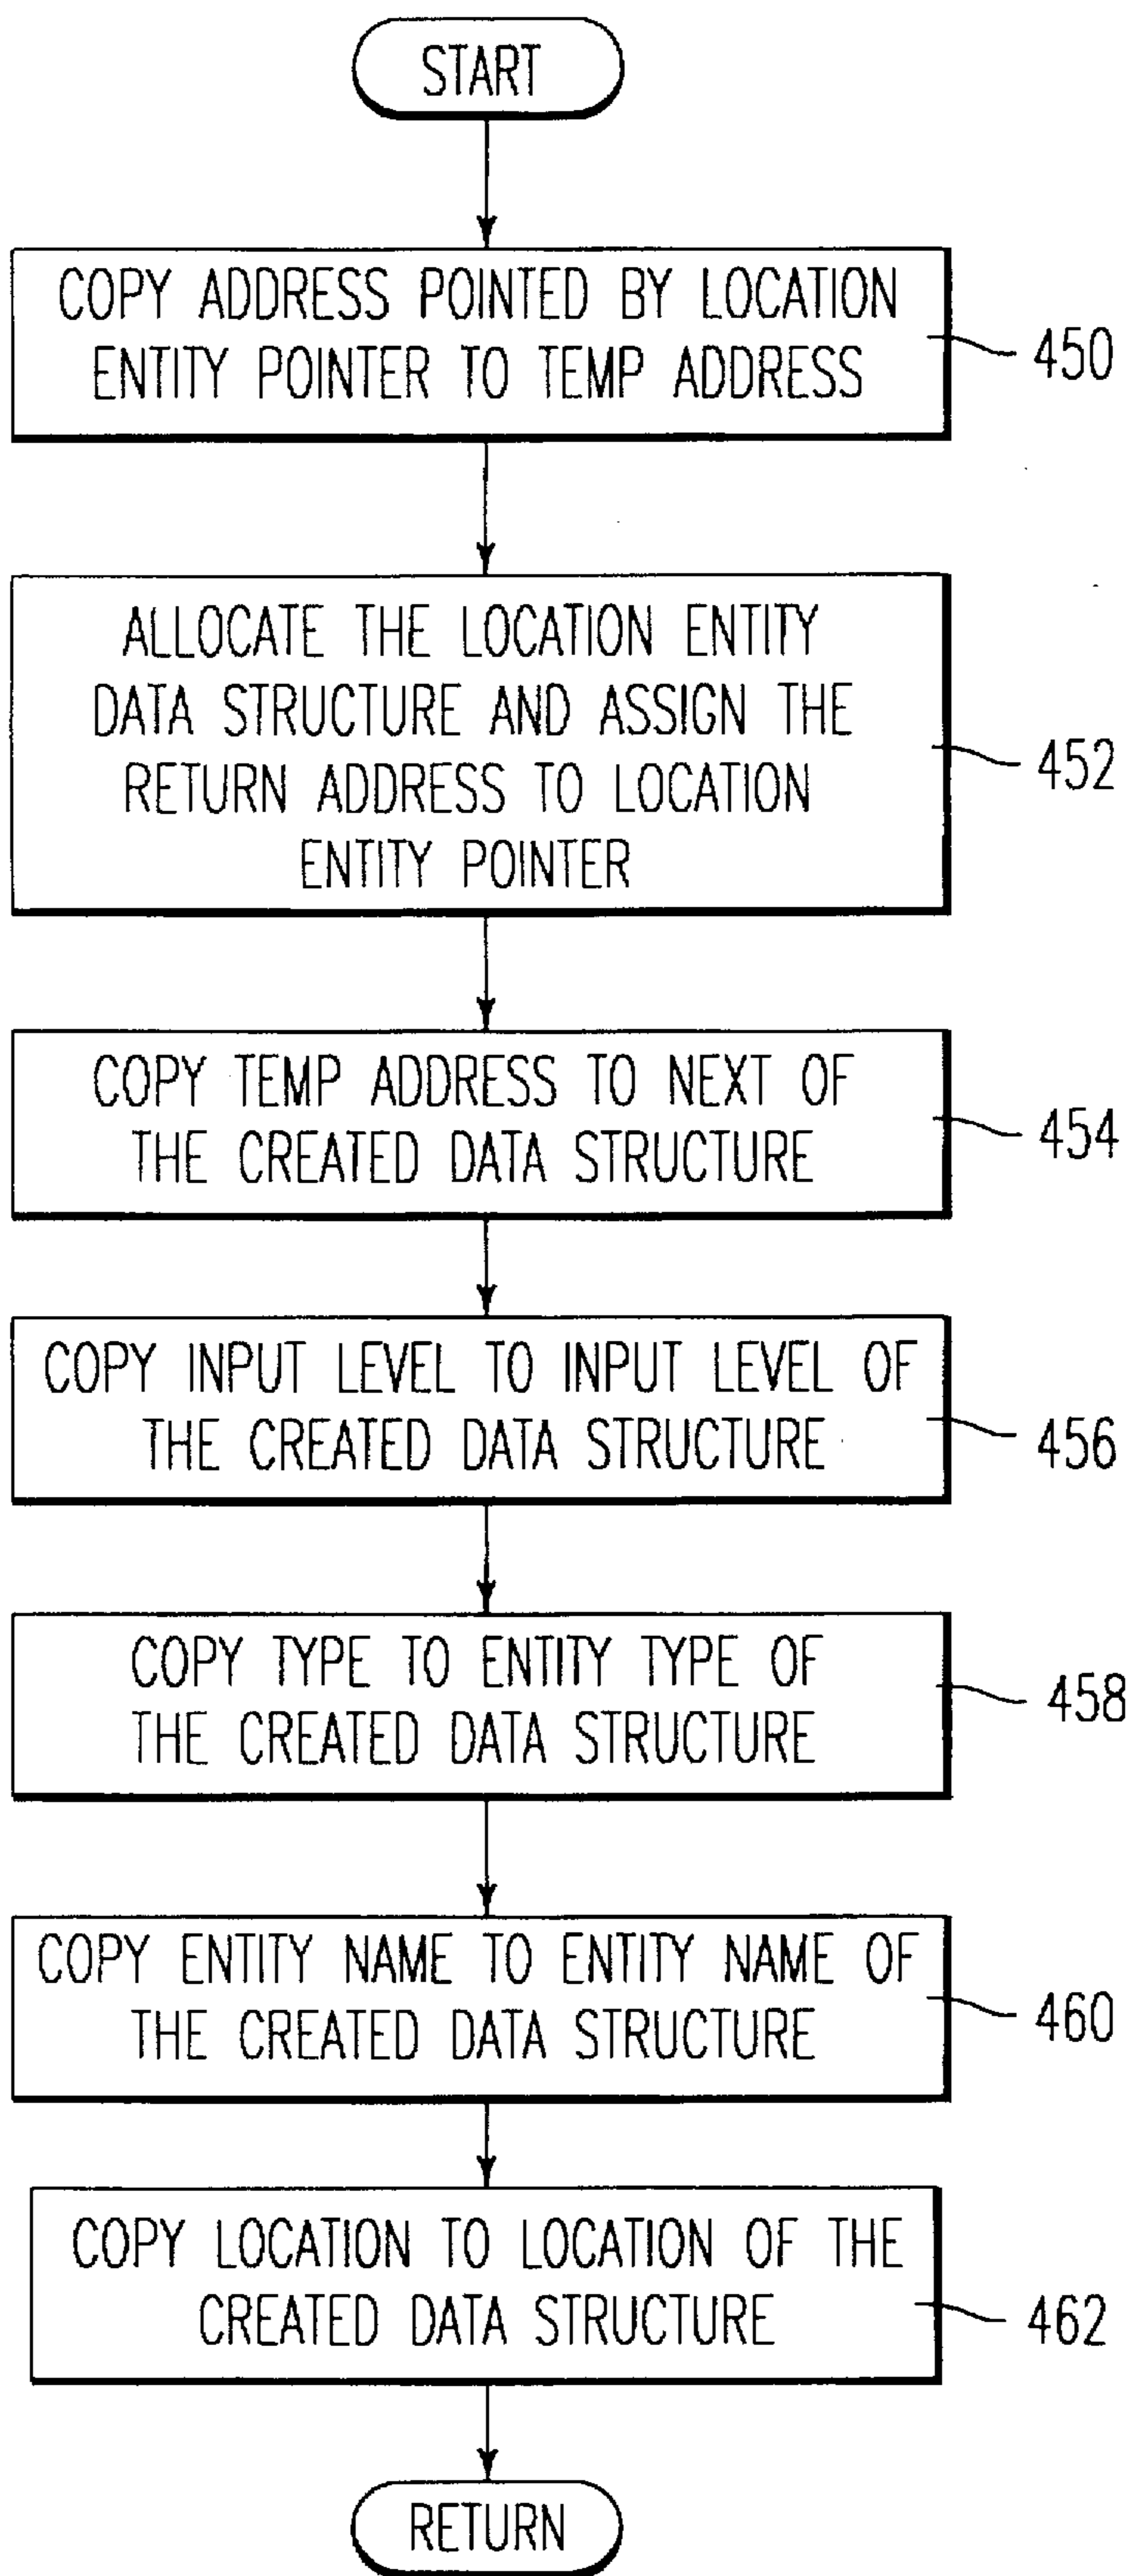 START
COPY ADDRESS POINTED BY LOCATION
ENTITY POINTER TO TEMP ADDRESS
450
ALLOCATE THE LOCATION ENTITY
DATA STRUCTURE AND ASSIGN THE
RETURN ADDRESS TO LOCATION
ENTITY POINTER
452
COPY TEMP ADDRESS TO NEXT OF
THE CREATED DATA STRUCTURE
454
COPY INPUT LEVEL TO INPUT LEVEL OF
THE CREATED DATA STRUCTURE
456
COPY TYPE TO ENTITY TYPE OF
THE CREATED DATA STRUCTURE
458
COPY ENTITY NAME TO ENTITY NAME OF
THE CREATED DATA STRUCTURE
460
COPY LOCATION TO LOCATION OF THE
CREATED DATA STRUCTURE
462
RETURN